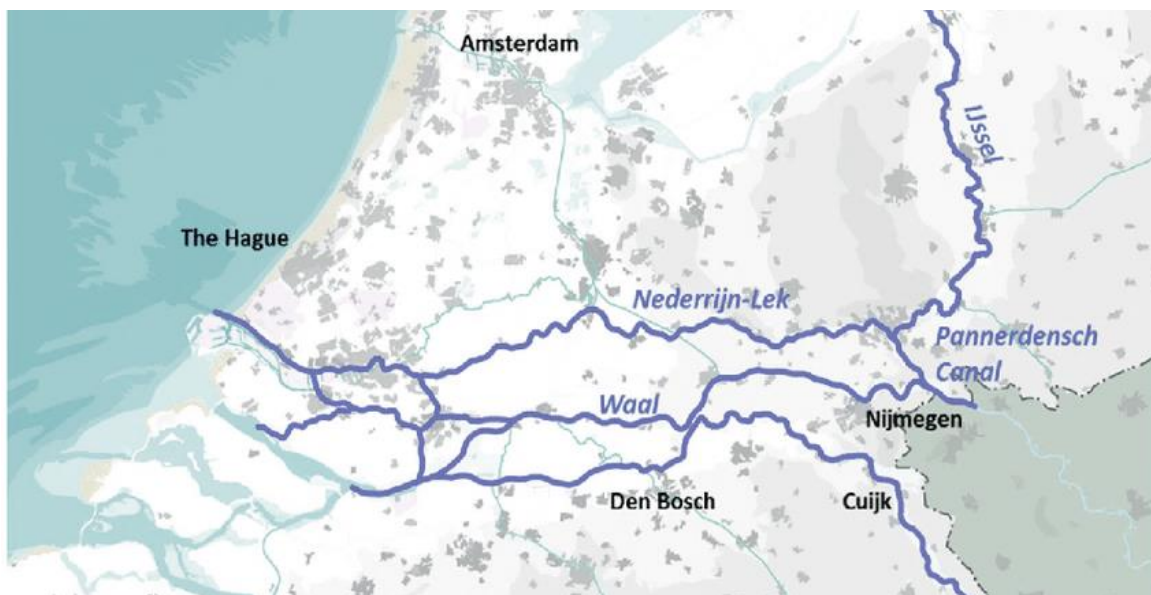 Amsterdam
IJssel
The Hague
Nederrijn-Lek
Pannerdensch
Canal
Waal
Nijmegen
Den Bosch
Cuijk